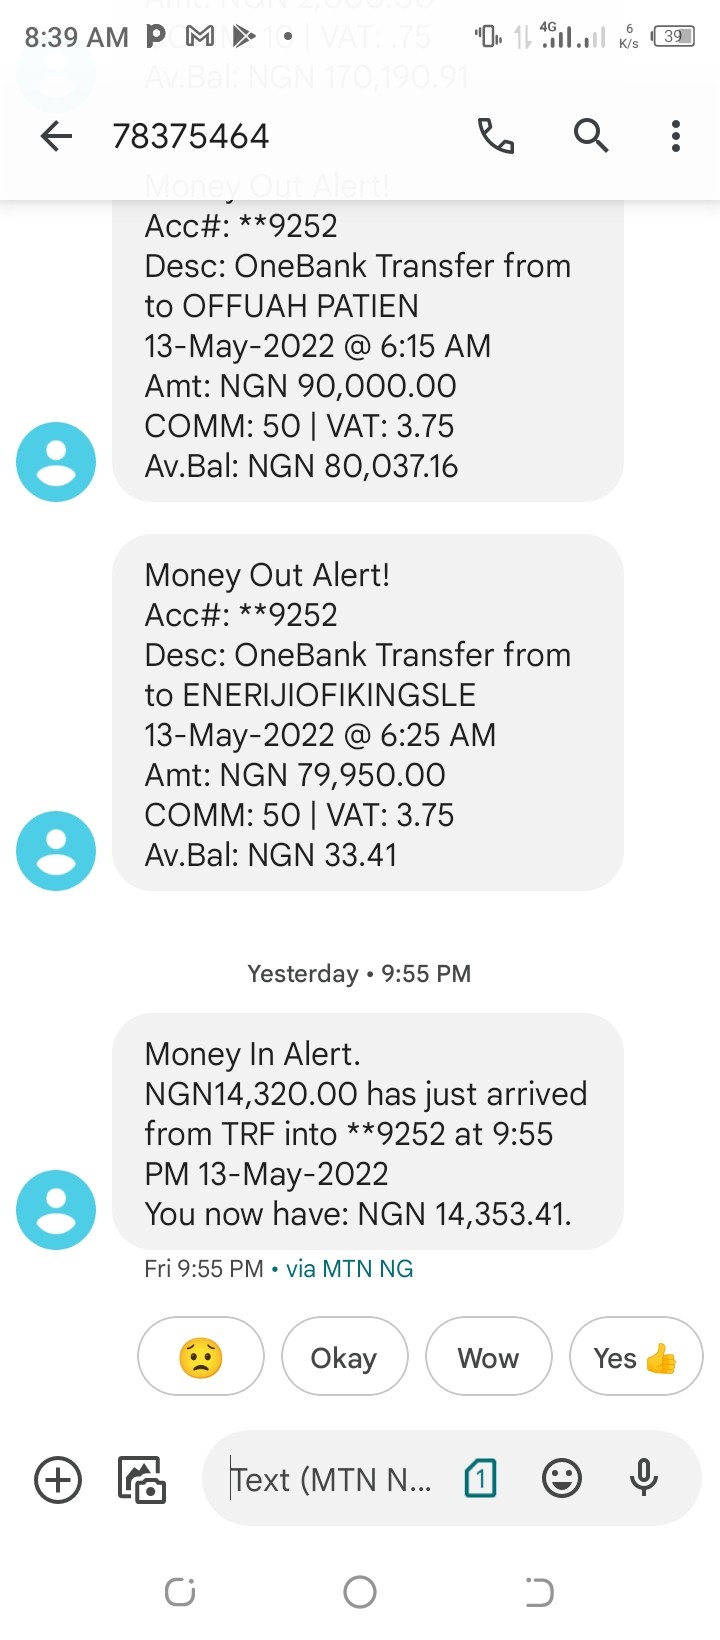 8:39 AM
4G
6
K/s
39
Amt: NGN 2,000.00
COMM: 10 | VAT: .75
Av.Bal: NGN 170,190.91
78375464
Money Out Alert!
Acc#: **9252
Desc: OneBank Transfer from
to OFFUAH PATIEN
13-May-2022 @ 6:15 AM
Amt: NGN 90,000.00
COMM: 50 | VAT: 3.75
Av.Bal: NGN 80,037.16
Money Out Alert!
Acc#: **9252
Desc: OneBank Transfer from
to ENERIJIOFIKINGSLE
13-May-2022 @ 6:25 AM
Amt: NGN 79,950.00
COMM: 50 | VAT: 3.75
Av.Bal: NGN 33.41
Yesterday • 9:55 PM
Money In Alert.
NGN14,320.00 has just arrived
from TRF into **9252 at 9:55
PM 13-May-2022
You now have: NGN 14,353.41.
Fri 9:55 PM • via MTN NG
Okay
Wow
Yes 👍
Text (MTN N...
1